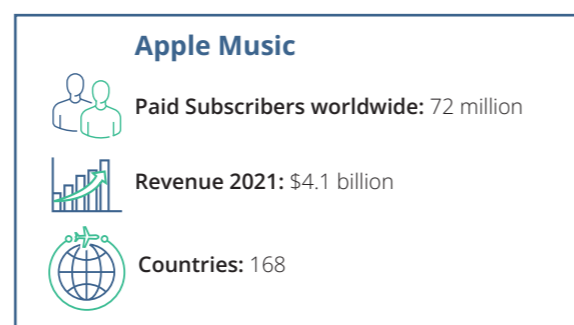 Apple Music
Paid Subscribers worldwide: 72 million
Revenue 2021: $4.1 billion
Countries: 168